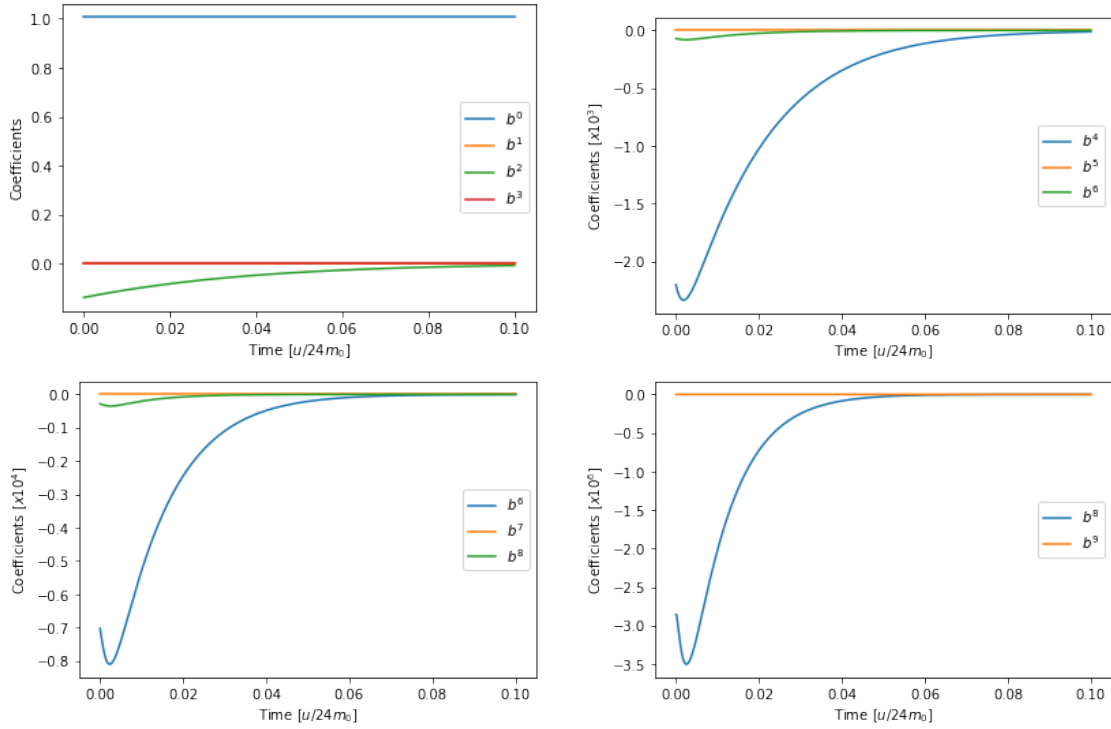 1.0
0.8
0.6
0.4
0.2
0.0
Coefficients
b⁰
b¹
b²
b³
0.00 0.02 0.04 0.06 0.08 0.10
Time [u/24m₀]
0.0
−0.5
−1.0
−1.5
−2.0
Coefficients [x10³]
b⁴
b⁵
b⁶
0.00 0.02 0.04 0.06 0.08 0.10
Time [u/24m₀]
0.0
−0.1
−0.2
−0.3
−0.4
−0.5
−0.6
−0.7
−0.8
Coefficients [x10⁴]
b⁶
b⁷
b⁸
0.00 0.02 0.04 0.06 0.08 0.10
Time [u/24m₀]
0.0
−0.5
−1.0
−1.5
−2.0
−2.5
−3.0
−3.5
Coefficients [x10⁶]
b⁸
b⁹
0.00 0.02 0.04 0.06 0.08 0.10
Time [u/24m₀]